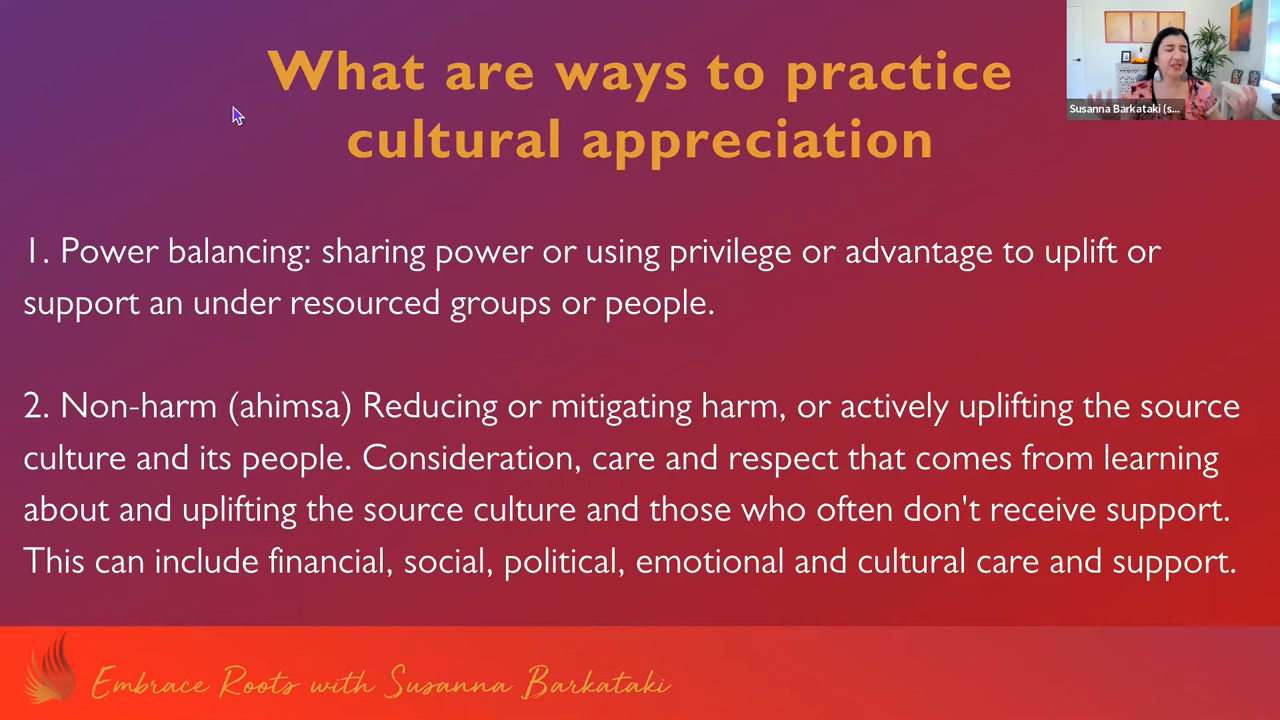 What are ways to practice
cultural appreciation
Susanna Barkataki (s...
1. Power balancing: sharing power or using privilege or advantage to uplift or
support an under resourced groups or people.
2. Non-harm (ahimsa) Reducing or mitigating harm, or actively uplifting the source
culture and its people. Consideration, care and respect that comes from learning
about and uplifting the source culture and those who often don't receive support.
This can include financial, social, political, emotional and cultural care and support.
Embrace Roots with Susanna Barkataki